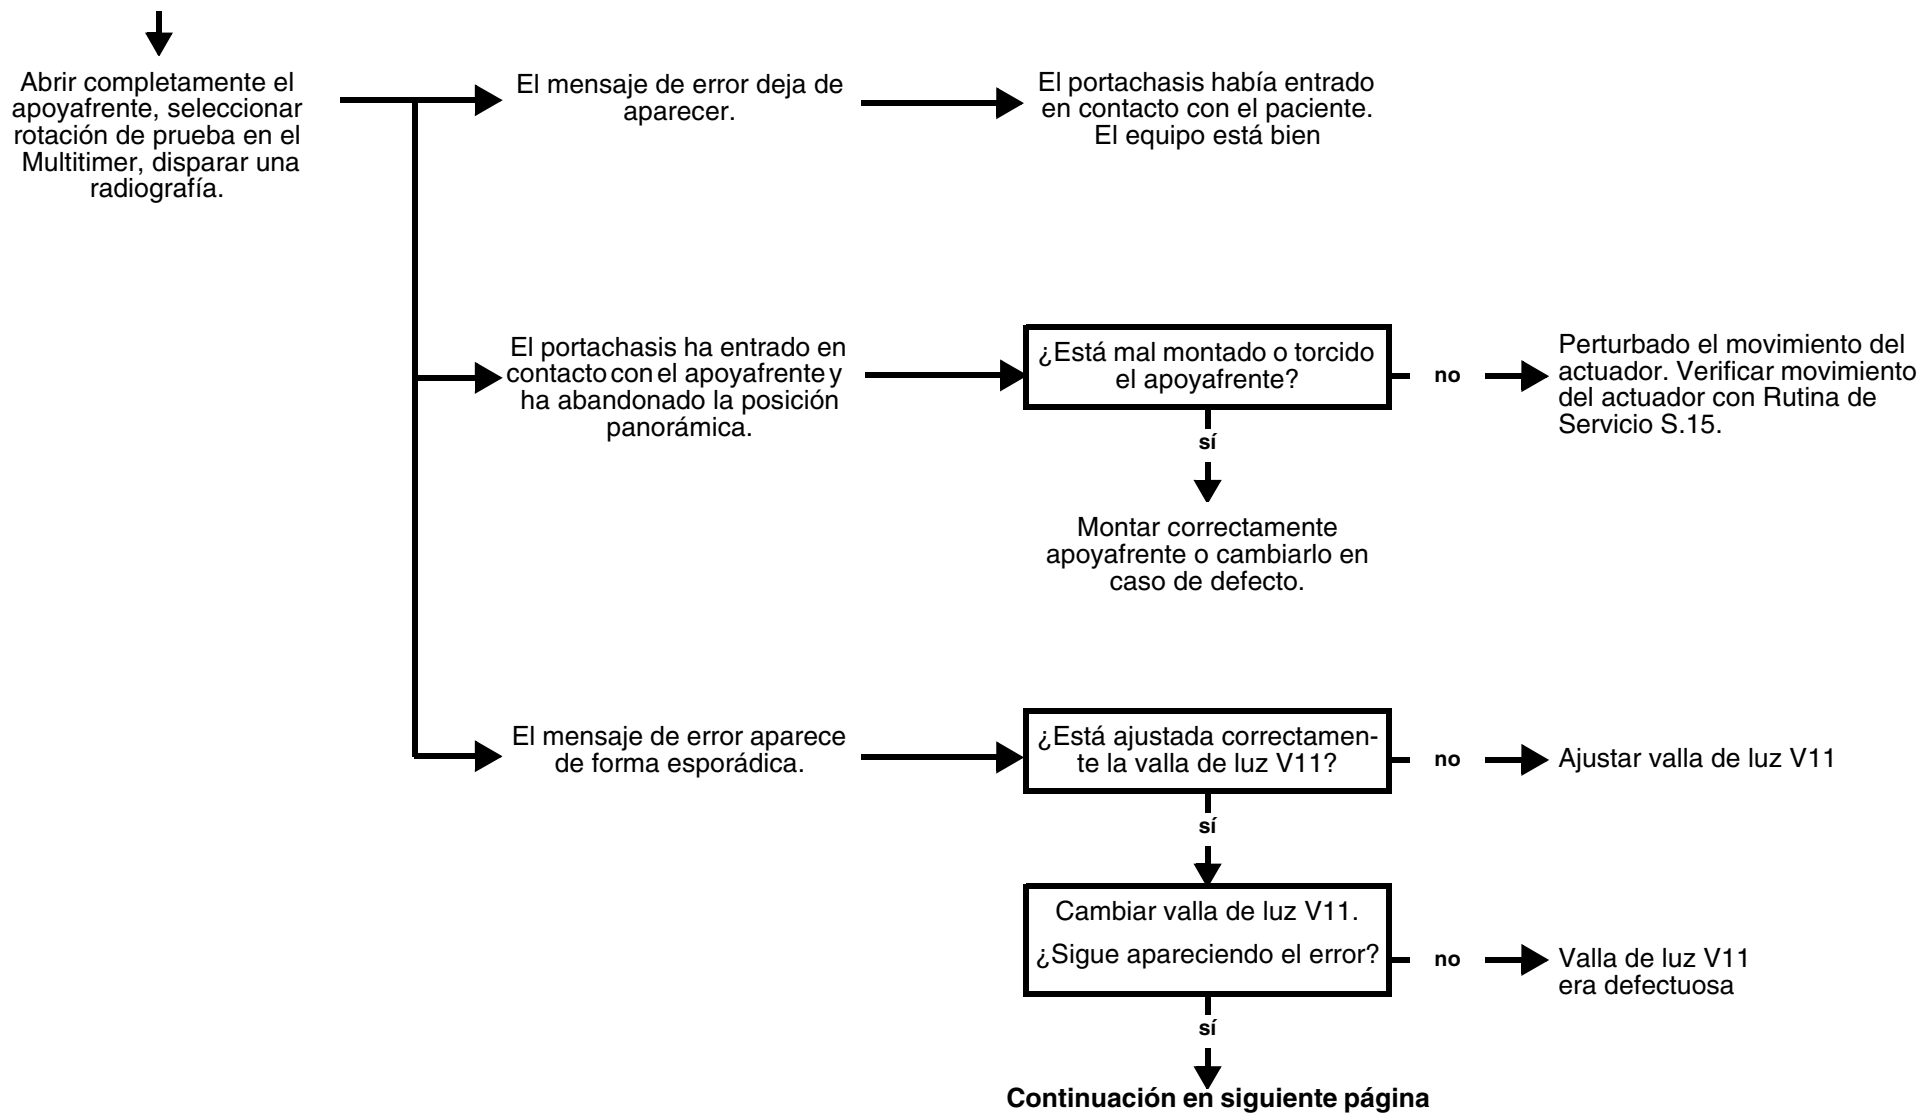 Abrir completamente el
apoyafrente, seleccionar
rotación de prueba en el
Multitimer, disparar una
radiografía.
El mensaje de error deja de
aparecer.
El portachasis había entrado
en contacto con el paciente.
El equipo está bien
El portachasis ha entrado en
contacto con el apoyafrente y
ha abandonado la posición
panorámica.
¿Está mal montado o torcido
el apoyafrente?
no
Perturbado el movimiento del
actuador. Verificar movimiento
del actuador con Rutina de
Servicio S.15.
sí
Montar correctamente
apoyafrente o cambiarlo en
caso de defecto.
El mensaje de error aparece
de forma esporádica.
¿Está ajustada correctamen-
te la valla de luz V11?
no
Ajustar valla de luz V11
sí
Cambiar valla de luz V11.
¿Sigue apareciendo el error?
no
Valla de luz V11
era defectuosa
sí
Continuación en siguiente página